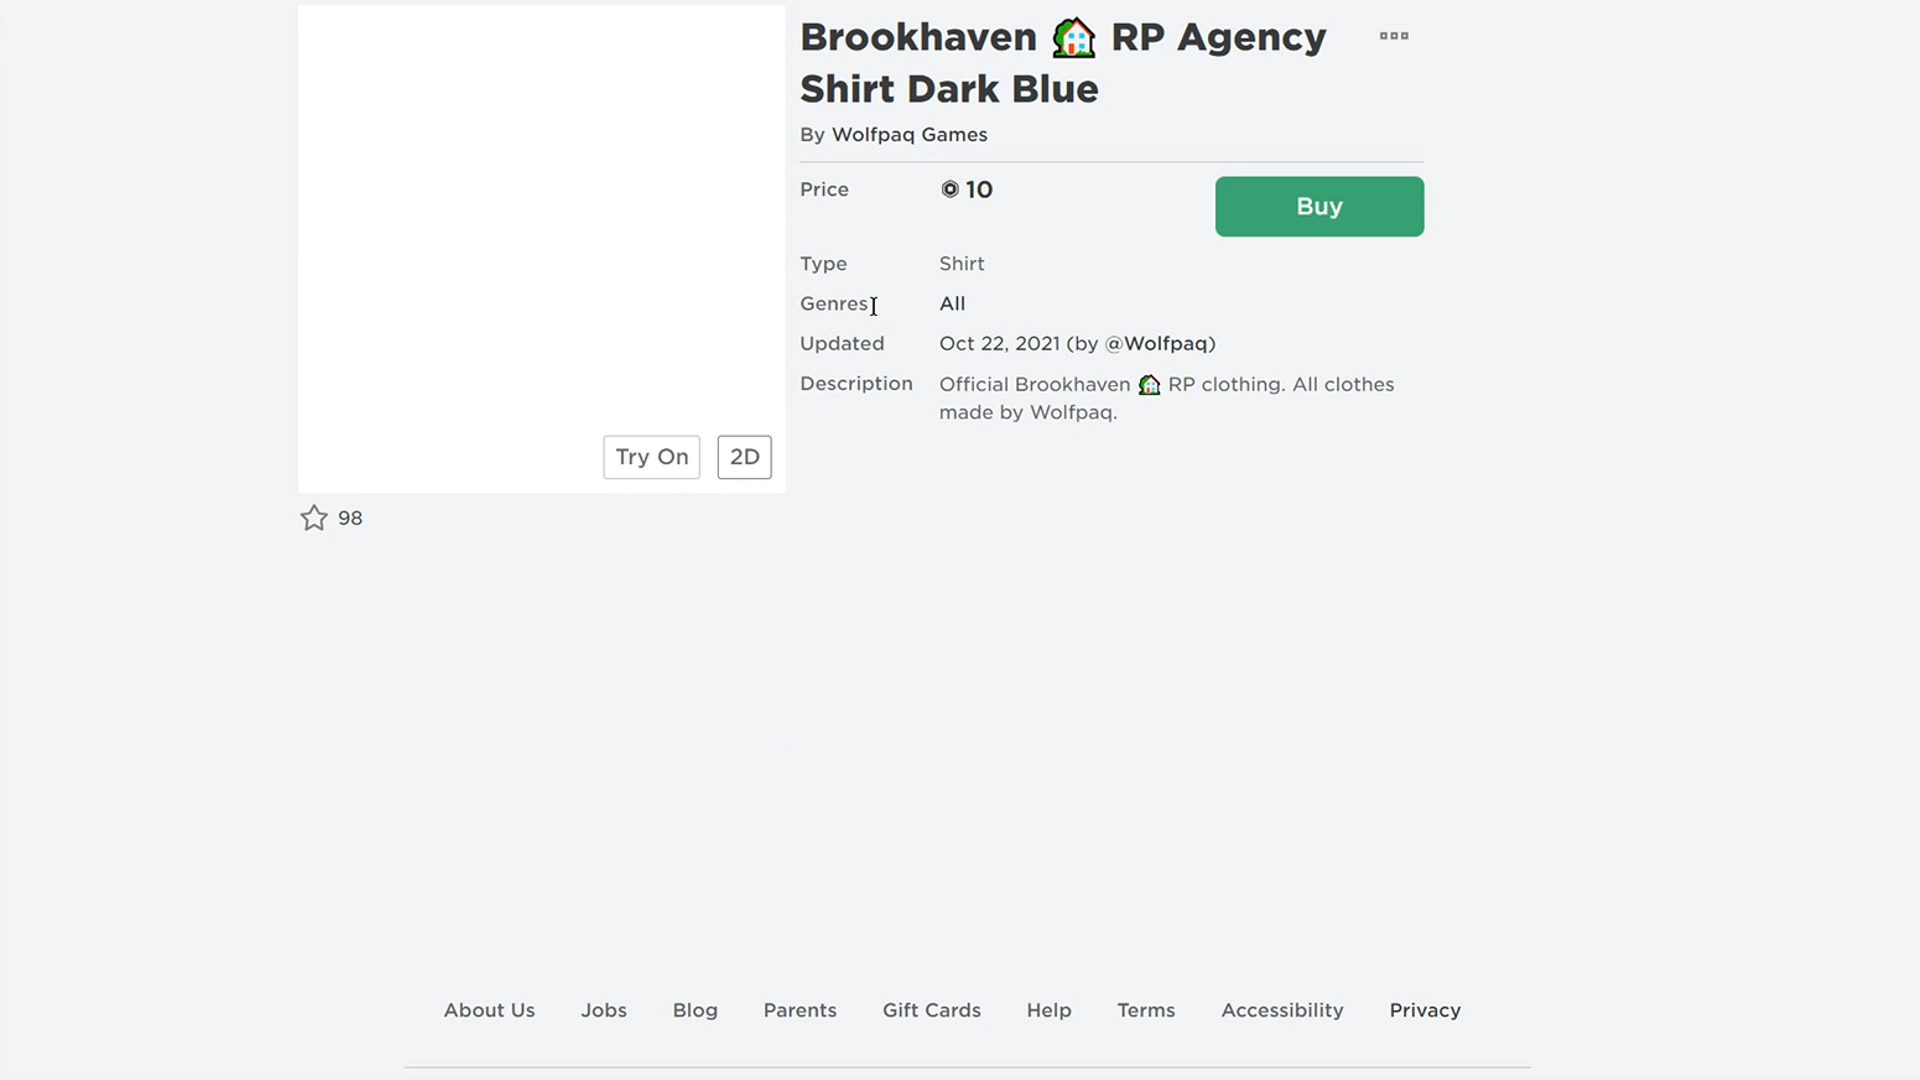 Brookhaven 🏡 RP Agency
Shirt Dark Blue
By Wolfpaq Games
Price 10
Buy
Type Shirt
Genres All
Updated Oct 22, 2021 (by @Wolfpaq)
Description Official Brookhaven 🏡 RP clothing. All clothes
made by Wolfpaq.
Try On 2D
98
About Us Jobs Blog Parents Gift Cards Help Terms Accessibility Privacy